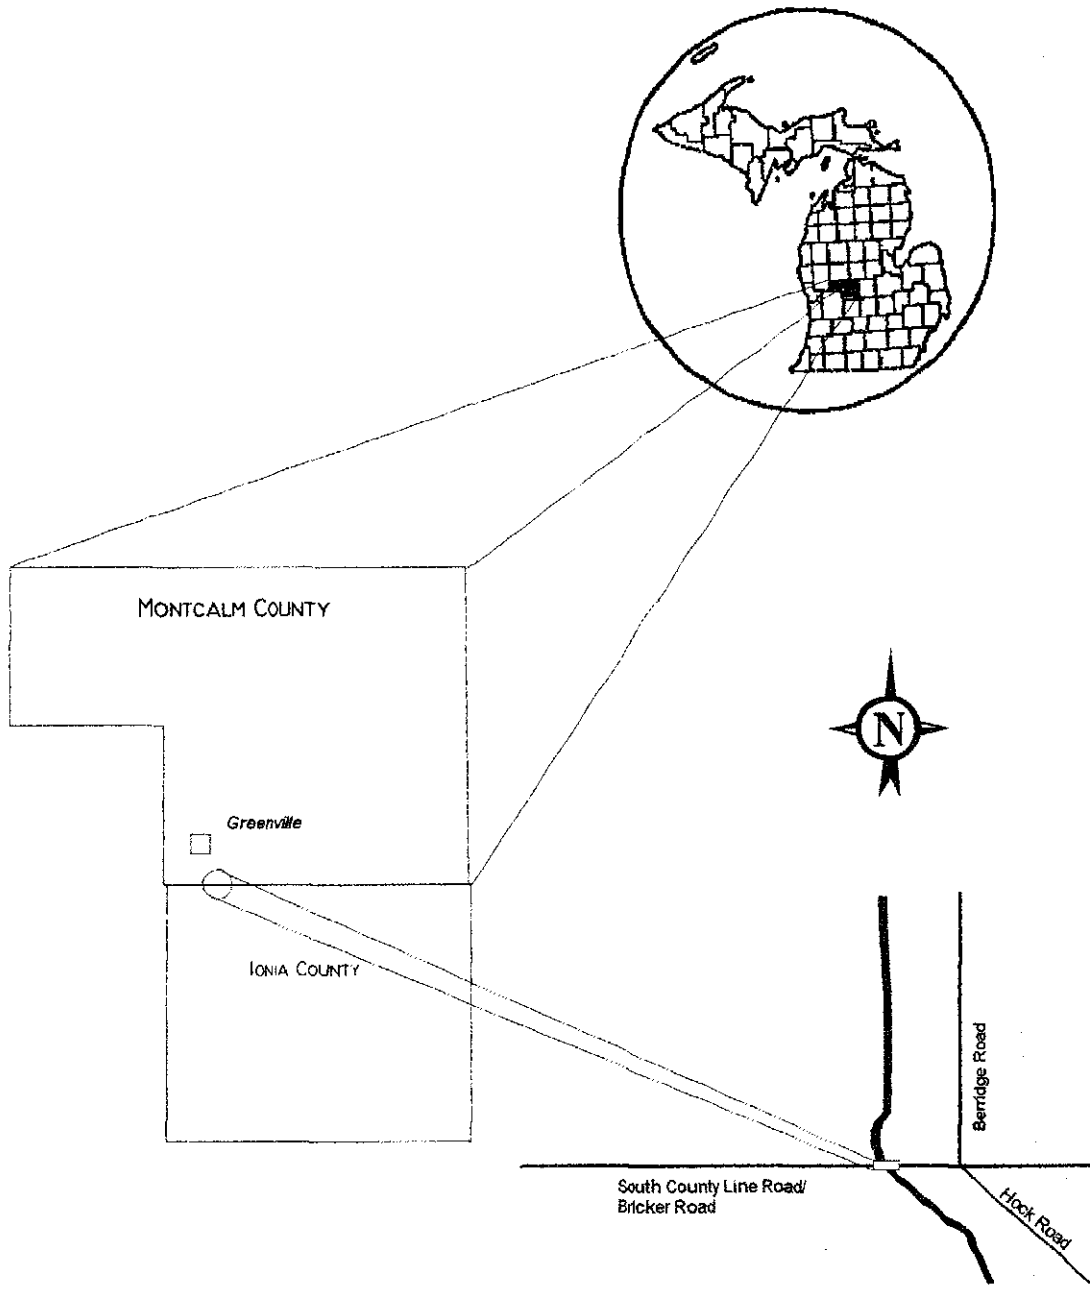 MONTCALM COUNTY
N
Greenville
IONIA COUNTY
Berridge Road
South County Line Road/
Bricker Road
Hock Road